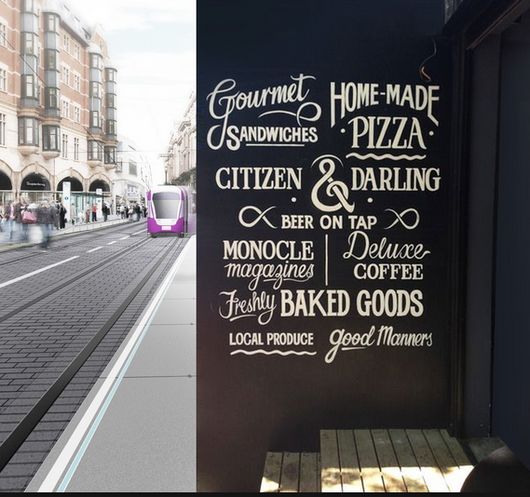 Gourmet
SANDWICHES
HOME-MADE
PIZZA
CITIZEN & DARLING
BEER ON TAP
MONOCLE
magazines
Deluxe
COFFEE
Freshly BAKED GOODS
LOCAL PRODUCE
good Manners